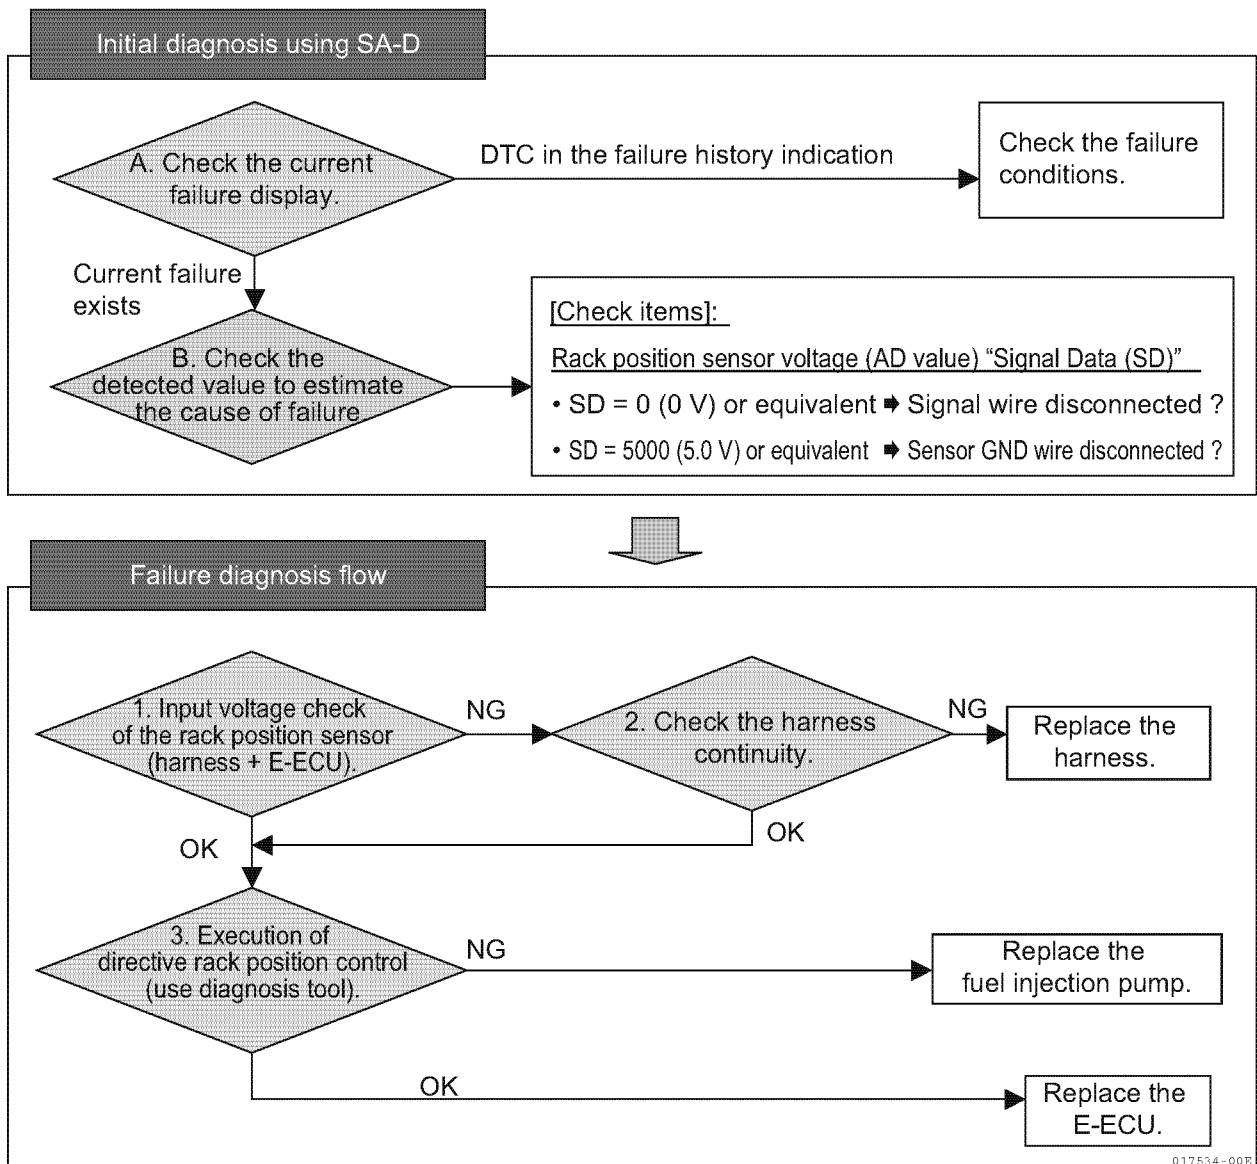 Initial diagnosis using SA-D
A. Check the current
failure display.
DTC in the failure history indication
Check the failure
conditions.
Current failure
exists
B. Check the
detected value to estimate
the cause of failure
[Check items]:
Rack position sensor voltage (AD value) “Signal Data (SD)”
• SD = 0 (0 V) or equivalent ➡ Signal wire disconnected ?
• SD = 5000 (5.0 V) or equivalent ➡ Sensor GND wire disconnected ?
Failure diagnosis flow
1. Input voltage check
of the rack position sensor
(harness + E-ECU).
NG
2. Check the harness
continuity.
NG
Replace the
harness.
OK
OK
3. Execution of
directive rack position control
(use diagnosis tool).
NG
Replace the
fuel injection pump.
OK
Replace the
E-ECU.
017534-00E